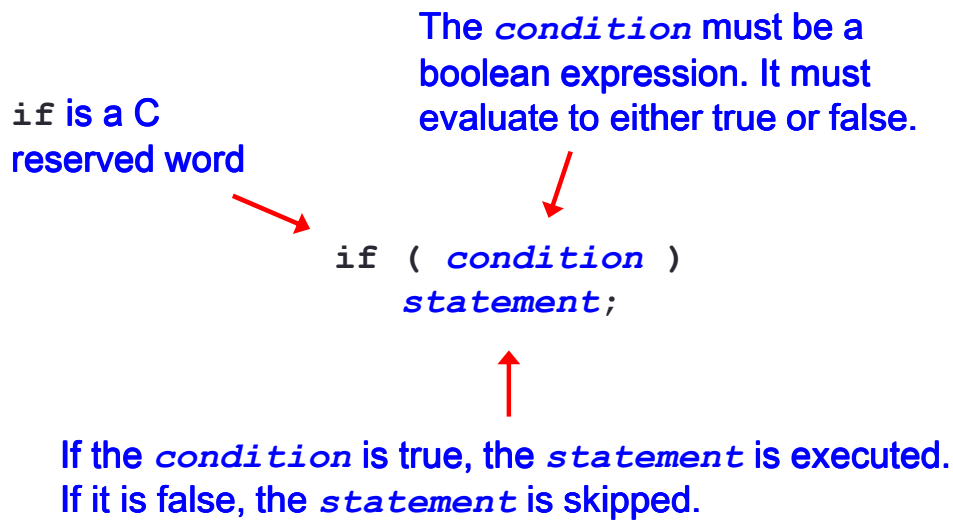 The condition must be a
boolean expression. It must
evaluate to either true or false.
if is a C
reserved word
if ( condition )
statement;
If the condition is true, the statement is executed.
If it is false, the statement is skipped.